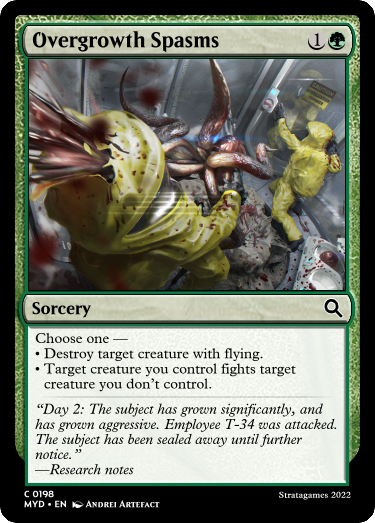 Overgrowth Spasms 1
Sorcery
Choose one —
• Destroy target creature with flying.
• Target creature you control fights target
creature you don’t control.
“Day 2: The subject has grown significantly, and
has grown aggressive. Employee T-34 was attacked.
The subject has been sealed away until further
notice.”
—Research notes
C 0198
MYD • EN Andrei Artefact
Stratagames 2022